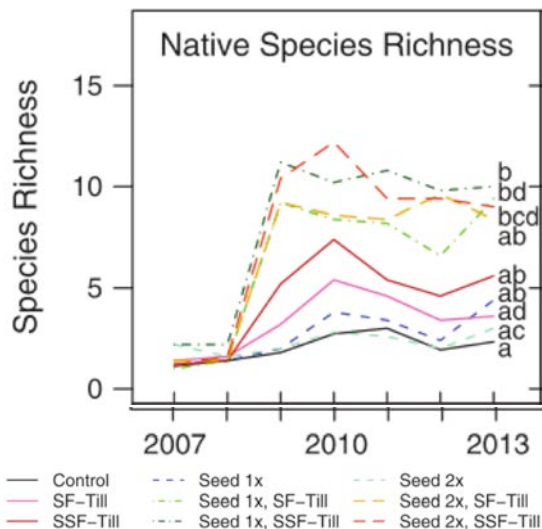 Native Species Richness
Species Richness
15
10
5
0
b
bd
bcd
ab
ab
ab
ad
ac
a
2007 2010 2013
Control Seed 1x Seed 2x
SF-Till Seed 1x, SF-Till Seed 2x, SF-Till
SSF-Till Seed 1x, SSF-Till Seed 2x, SSF-Till